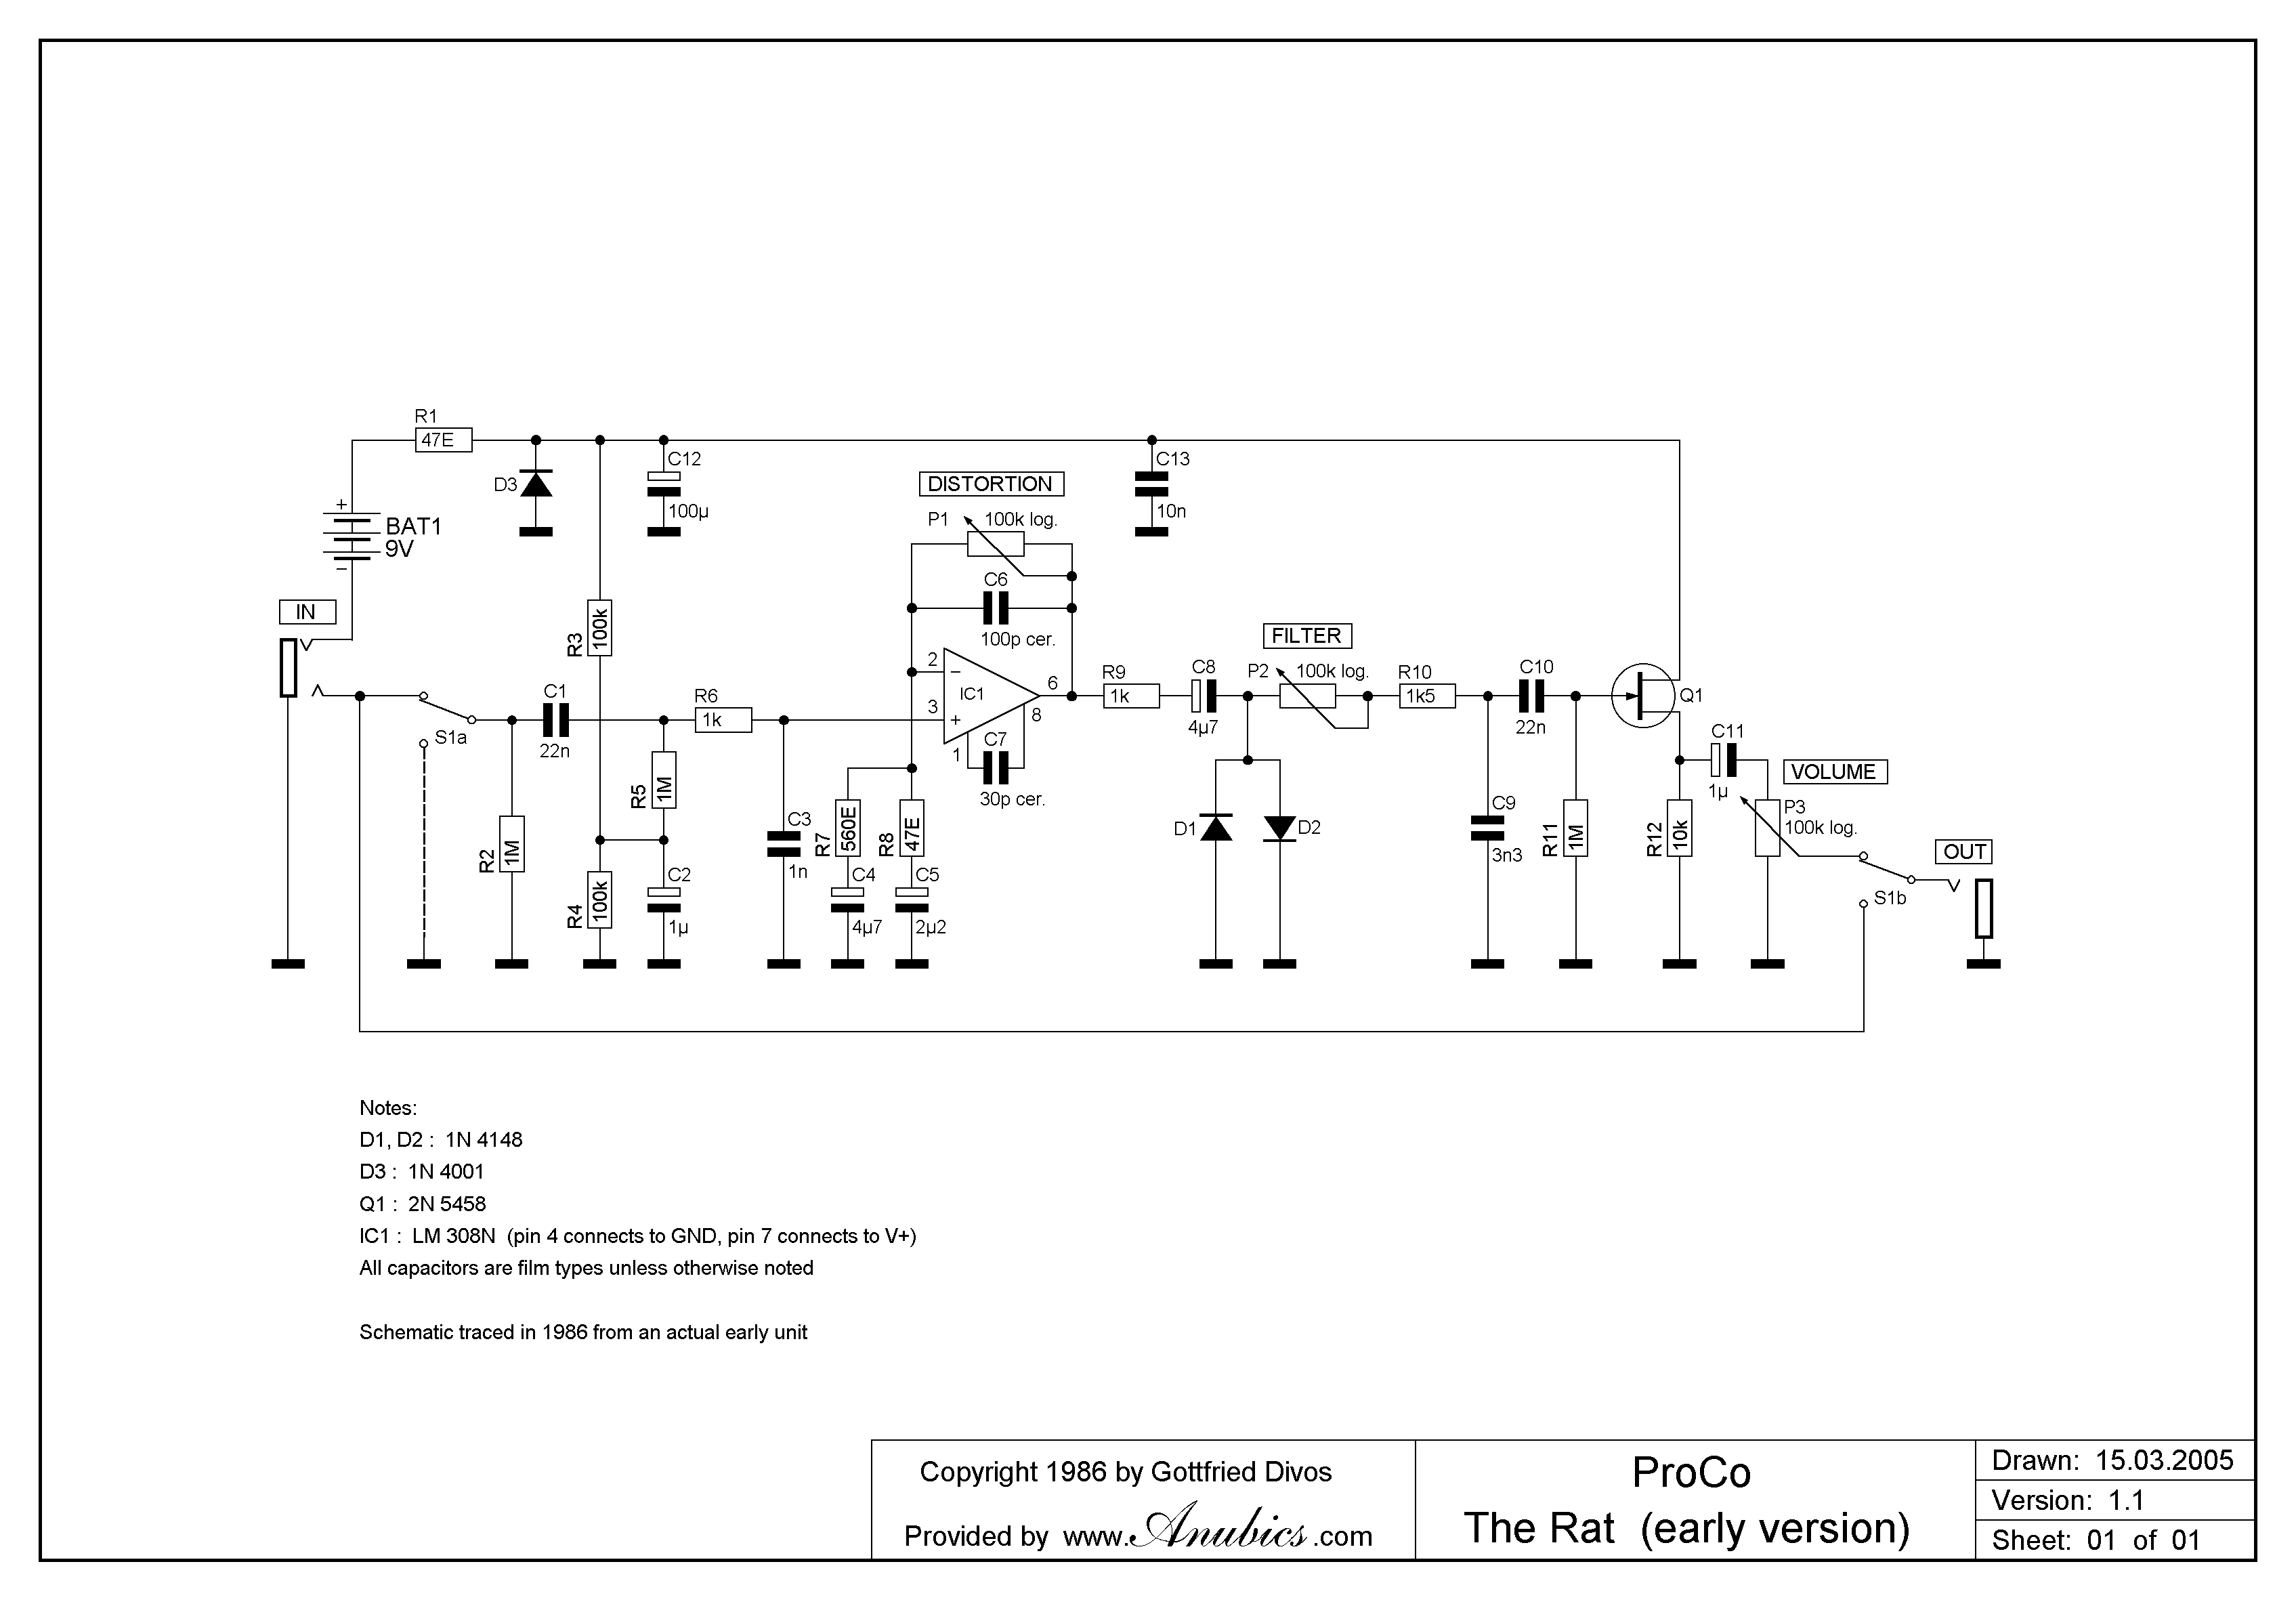 R1
47E
D3
C12
100µ
C13
10n
DISTORTION
P1
100k log.
+
BAT1
9V
−
C6
100p cer.
IN
R3
100k
FILTER
P2
100k log.
2
−
IC1
3
+
6
8
1
C7
30p cer.
R9
1k
C8
4µ7
R10
1k5
C10
22n
Q1
C1
22n
R6
1k
S1a
R5
1M
R2
1M
R4
100k
C2
1µ
C3
1n
R7
560E
R8
47E
C4
4µ7
C5
2µ2
D1
D2
C9
3n3
R11
1M
R12
10k
C11
1µ
VOLUME
P3
100k log.
OUT
S1b
Notes:
D1, D2 : 1N 4148
D3 : 1N 4001
Q1 : 2N 5458
IC1 : LM 308N (pin 4 connects to GND, pin 7 connects to V+)
All capacitors are film types unless otherwise noted
Schematic traced in 1986 from an actual early unit
Copyright 1986 by Gottfried Divos
Provided by www.Anubics.com
ProCo
The Rat (early version)
Drawn: 15.03.2005
Version: 1.1
Sheet: 01 of 01